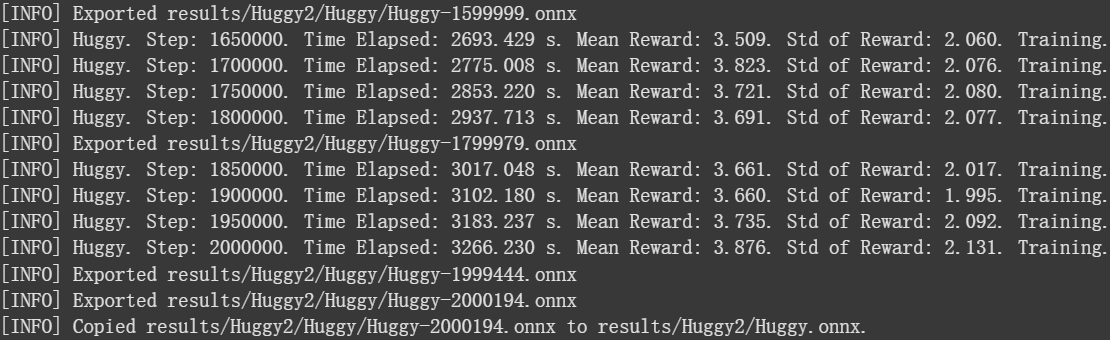 [INFO] Exported results/Huggy2/Huggy/Huggy-1599999.onnx
[INFO] Huggy. Step: 1650000. Time Elapsed: 2693.429 s. Mean Reward: 3.509. Std of Reward: 2.060. Training.
[INFO] Huggy. Step: 1700000. Time Elapsed: 2775.008 s. Mean Reward: 3.823. Std of Reward: 2.076. Training.
[INFO] Huggy. Step: 1750000. Time Elapsed: 2853.220 s. Mean Reward: 3.721. Std of Reward: 2.080. Training.
[INFO] Huggy. Step: 1800000. Time Elapsed: 2937.713 s. Mean Reward: 3.691. Std of Reward: 2.077. Training.
[INFO] Exported results/Huggy2/Huggy/Huggy-1799979.onnx
[INFO] Huggy. Step: 1850000. Time Elapsed: 3017.048 s. Mean Reward: 3.661. Std of Reward: 2.017. Training.
[INFO] Huggy. Step: 1900000. Time Elapsed: 3102.180 s. Mean Reward: 3.660. Std of Reward: 1.995. Training.
[INFO] Huggy. Step: 1950000. Time Elapsed: 3183.237 s. Mean Reward: 3.735. Std of Reward: 2.092. Training.
[INFO] Huggy. Step: 2000000. Time Elapsed: 3266.230 s. Mean Reward: 3.876. Std of Reward: 2.131. Training.
[INFO] Exported results/Huggy2/Huggy/Huggy-1999444.onnx
[INFO] Exported results/Huggy2/Huggy/Huggy-2000194.onnx
[INFO] Copied results/Huggy2/Huggy/Huggy-2000194.onnx to results/Huggy2/Huggy.onnx.